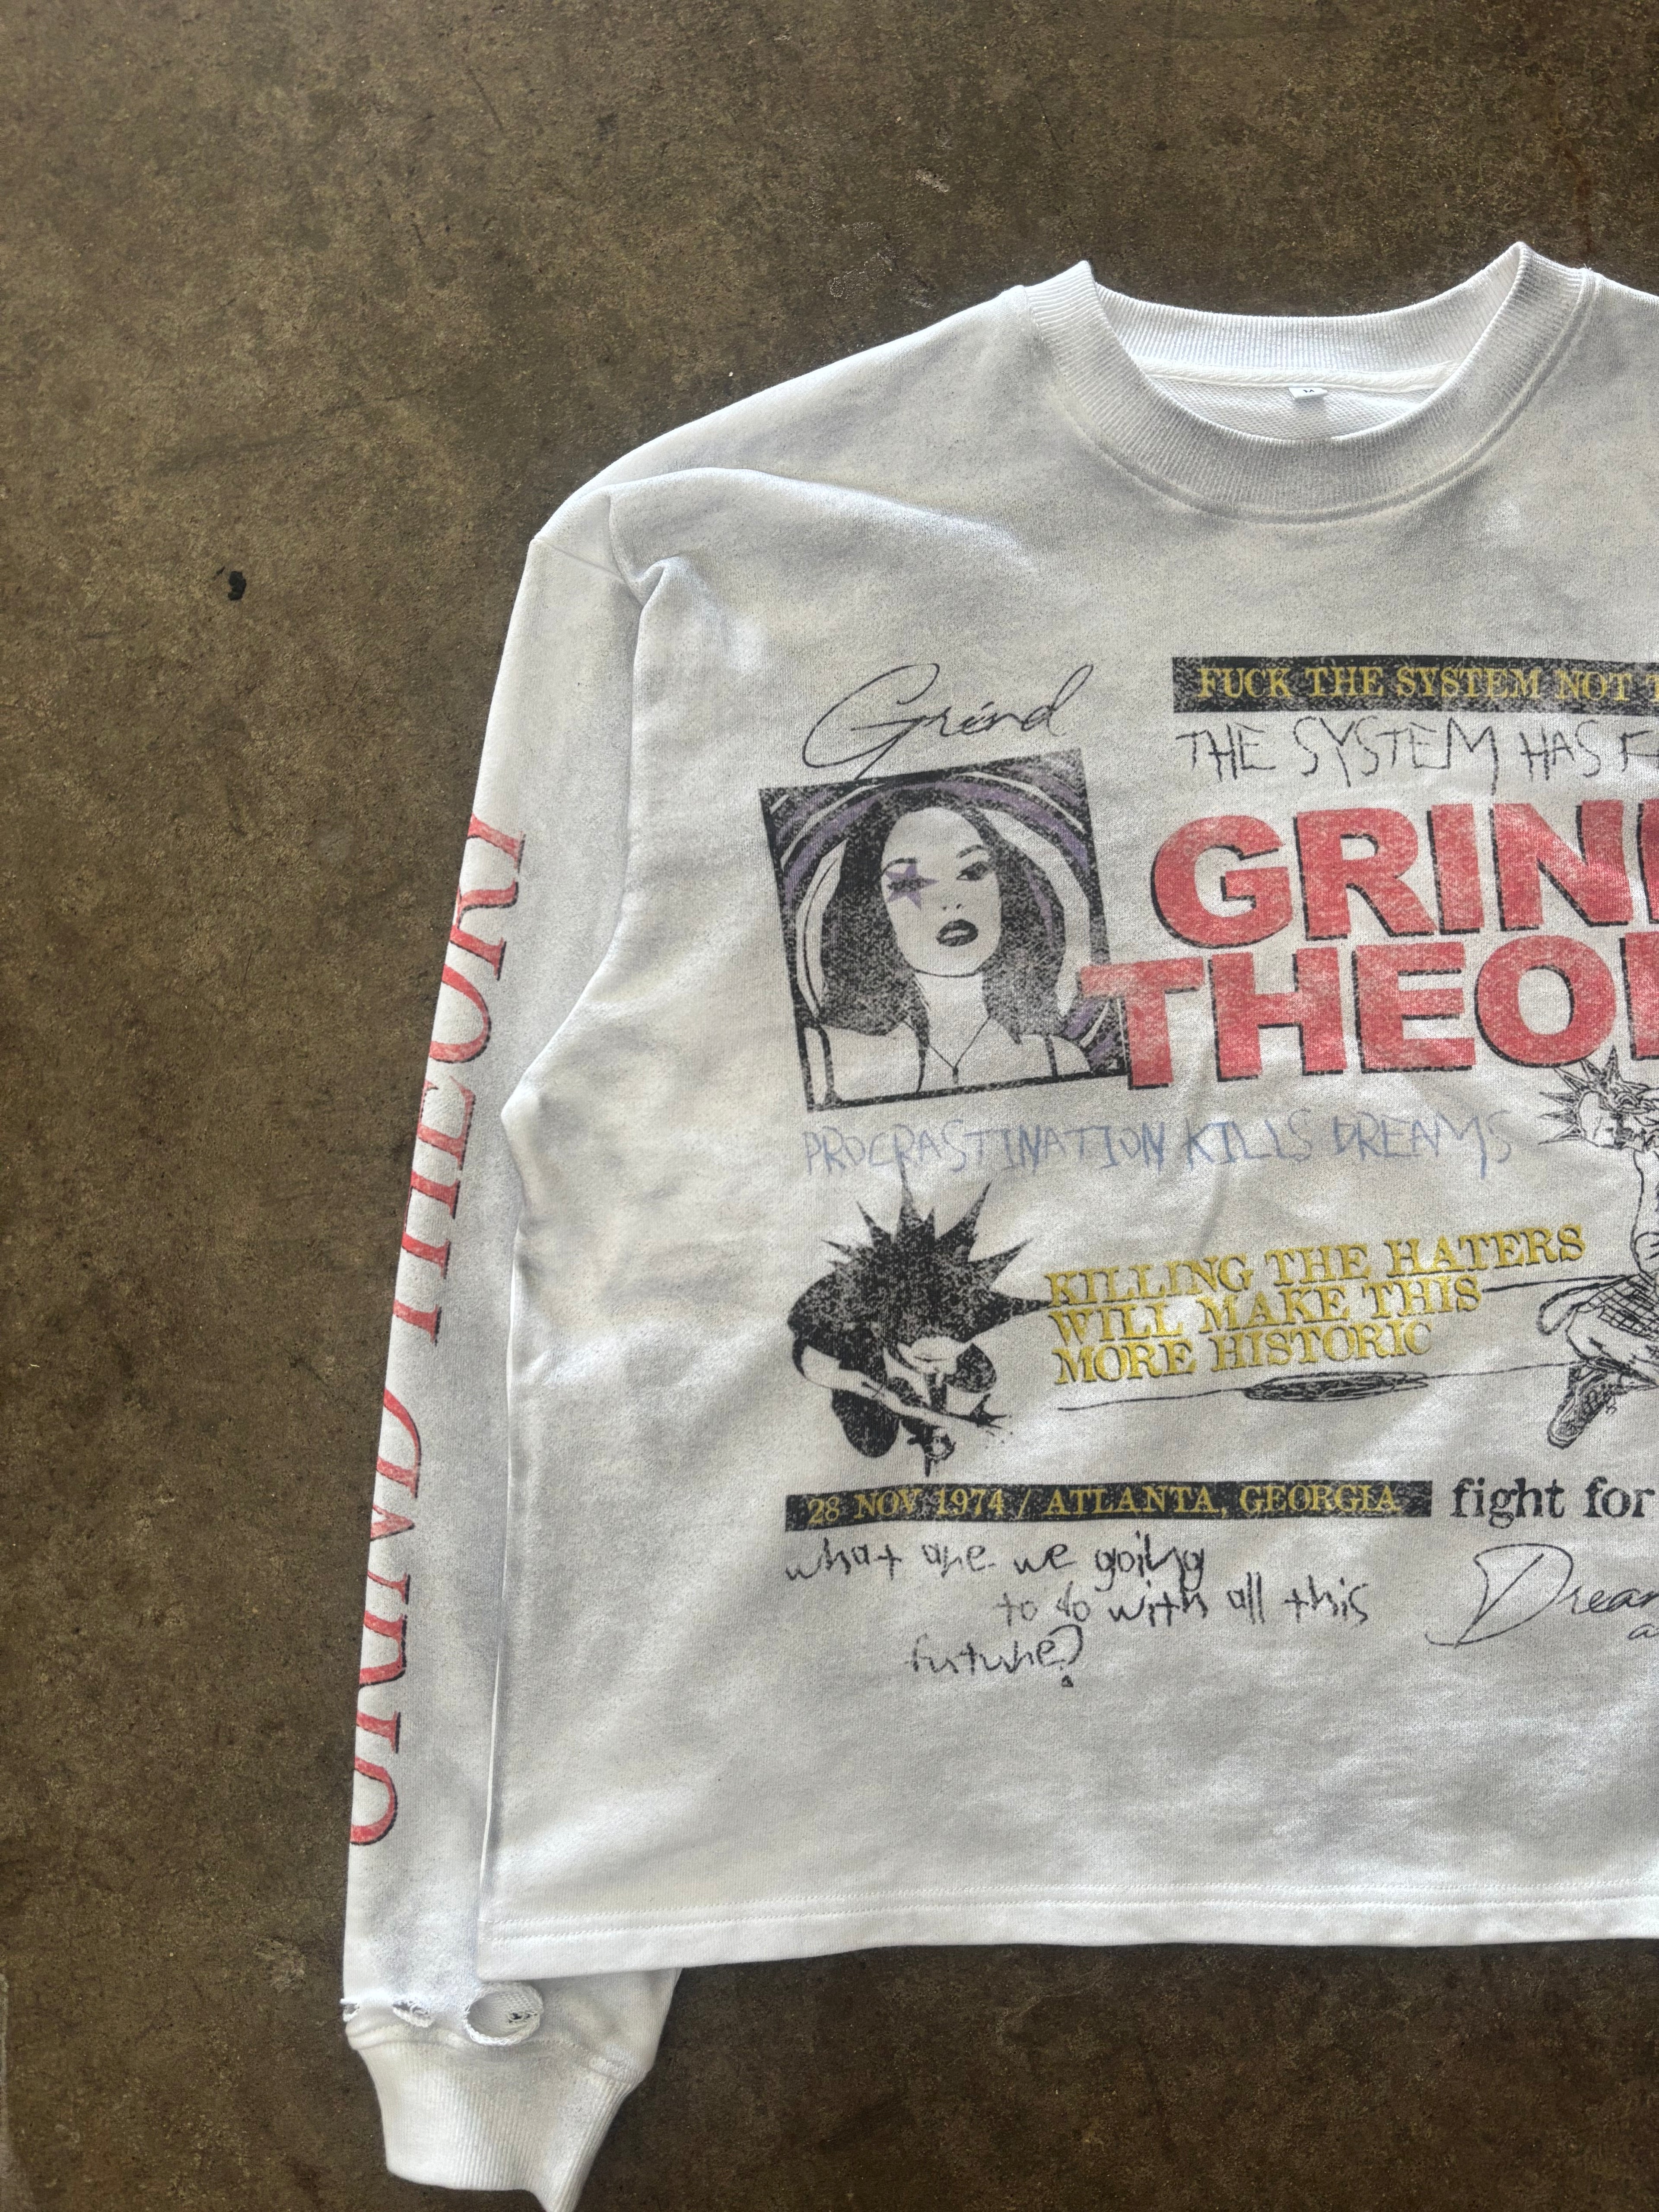 M
Grind
FUCK THE SYSTEM NOT
THE SYSTEM HAS
GRIN
THEO
PROCRASTINATION KILLS DREAMS
KILLING THE HATERS
WILL MAKE THIS
MORE HISTORIC
28 NOV 1974 / ATLANTA, GEORGIA
fight for
what are we going
to do with all this
future?
Drea
GRIND THEORY